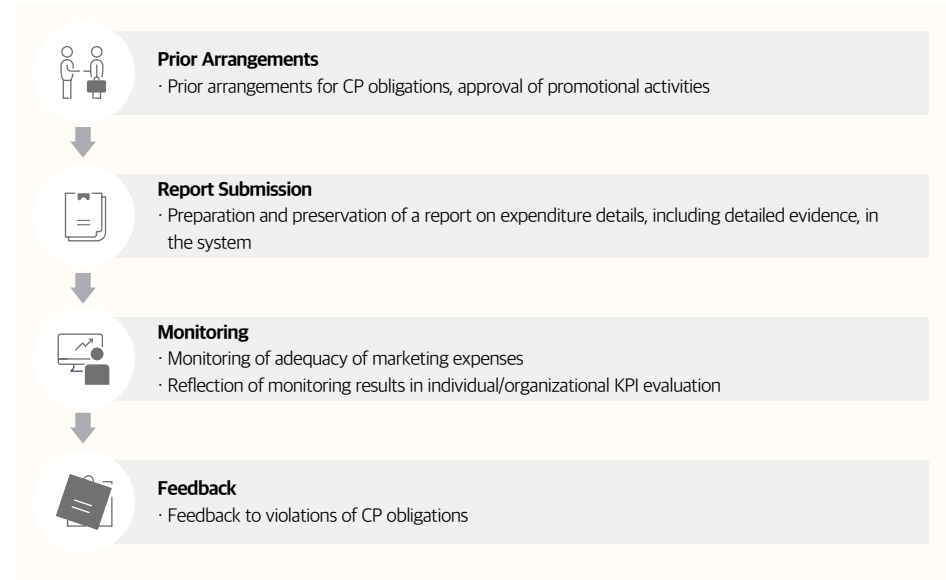 Prior Arrangements
· Prior arrangements for CP obligations, approval of promotional activities
Report Submission
· Preparation and preservation of a report on expenditure details, including detailed evidence, in
the system
Monitoring
· Monitoring of adequacy of marketing expenses
· Reflection of monitoring results in individual/organizational KPI evaluation
Feedback
· Feedback to violations of CP obligations